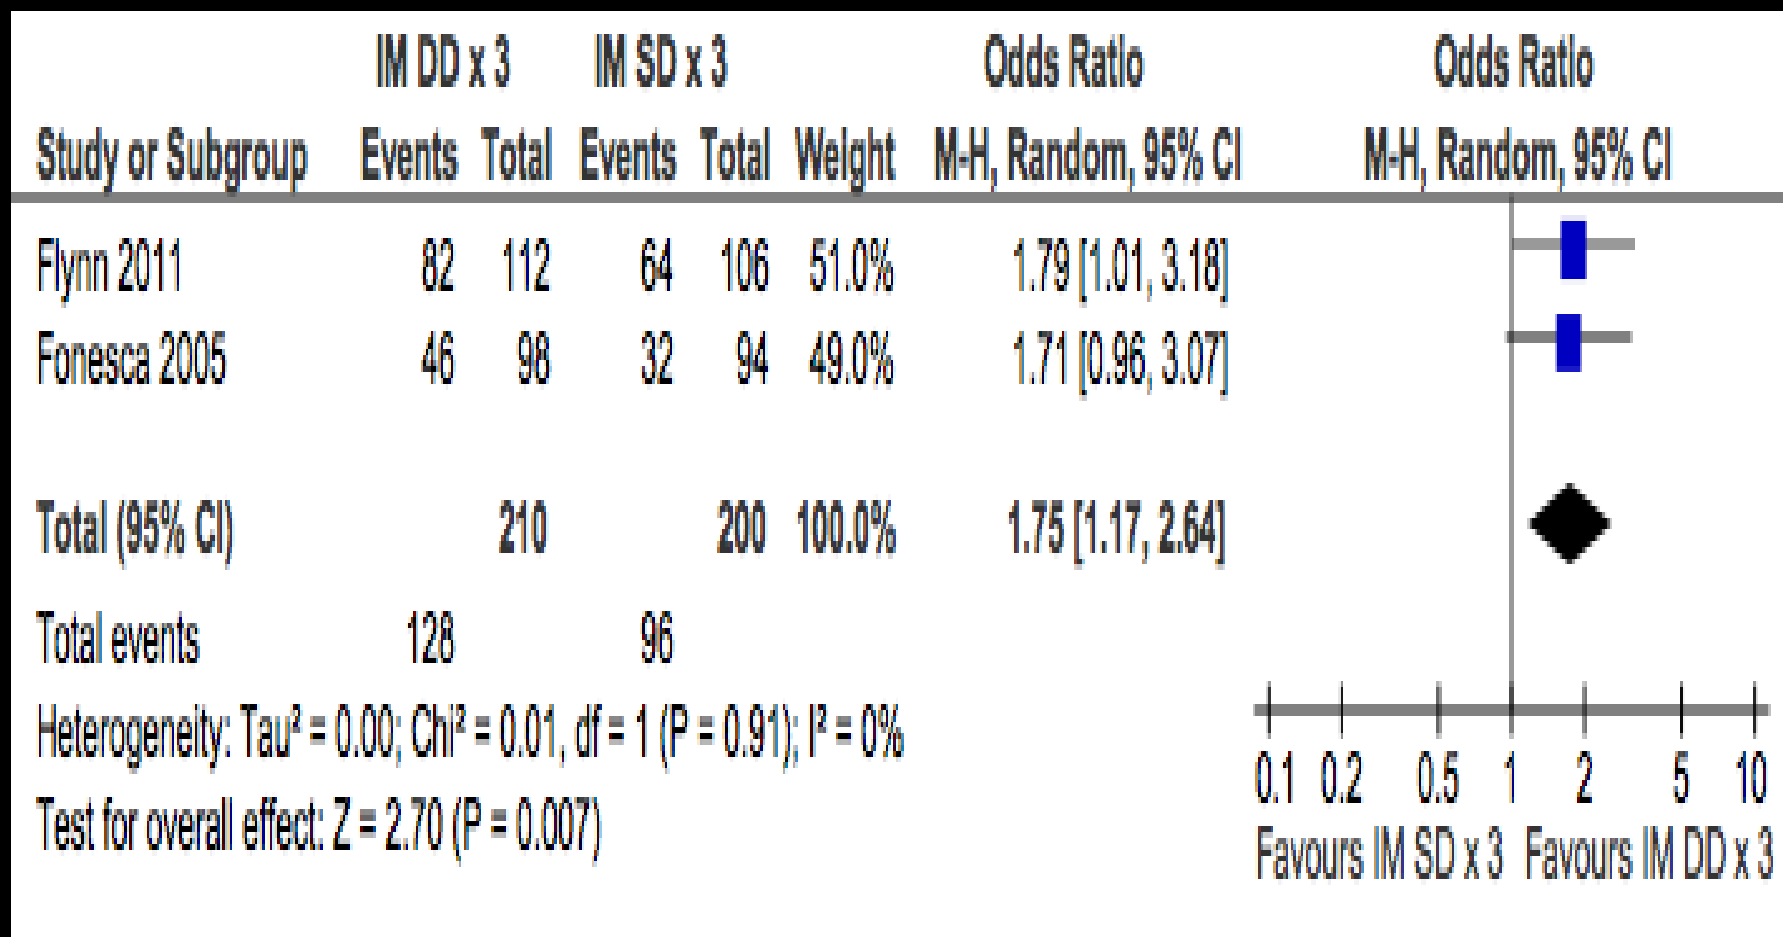 IM DD x 3 IM SD x 3 Odds Ratio Odds Ratio
Study or Subgroup Events Total Events Total Weight M-H, Random, 95% CI M-H, Random, 95% CI
Flynn 2011 82 112 64 106 51.0% 1.79 [1.01, 3.18]
Fonesca 2005 46 98 32 94 49.0% 1.71 [0.96, 3.07]
Total (95% CI) 210 200 100.0% 1.75 [1.17, 2.64]
Total events 128 96
Heterogeneity: Tau² = 0.00; Chi² = 0.01, df = 1 (P = 0.91); I² = 0%
Test for overall effect: Z = 2.70 (P = 0.007)
0.1 0.2 0.5 1 2 5 10
Favours IM SD x 3 Favours IM DD x 3